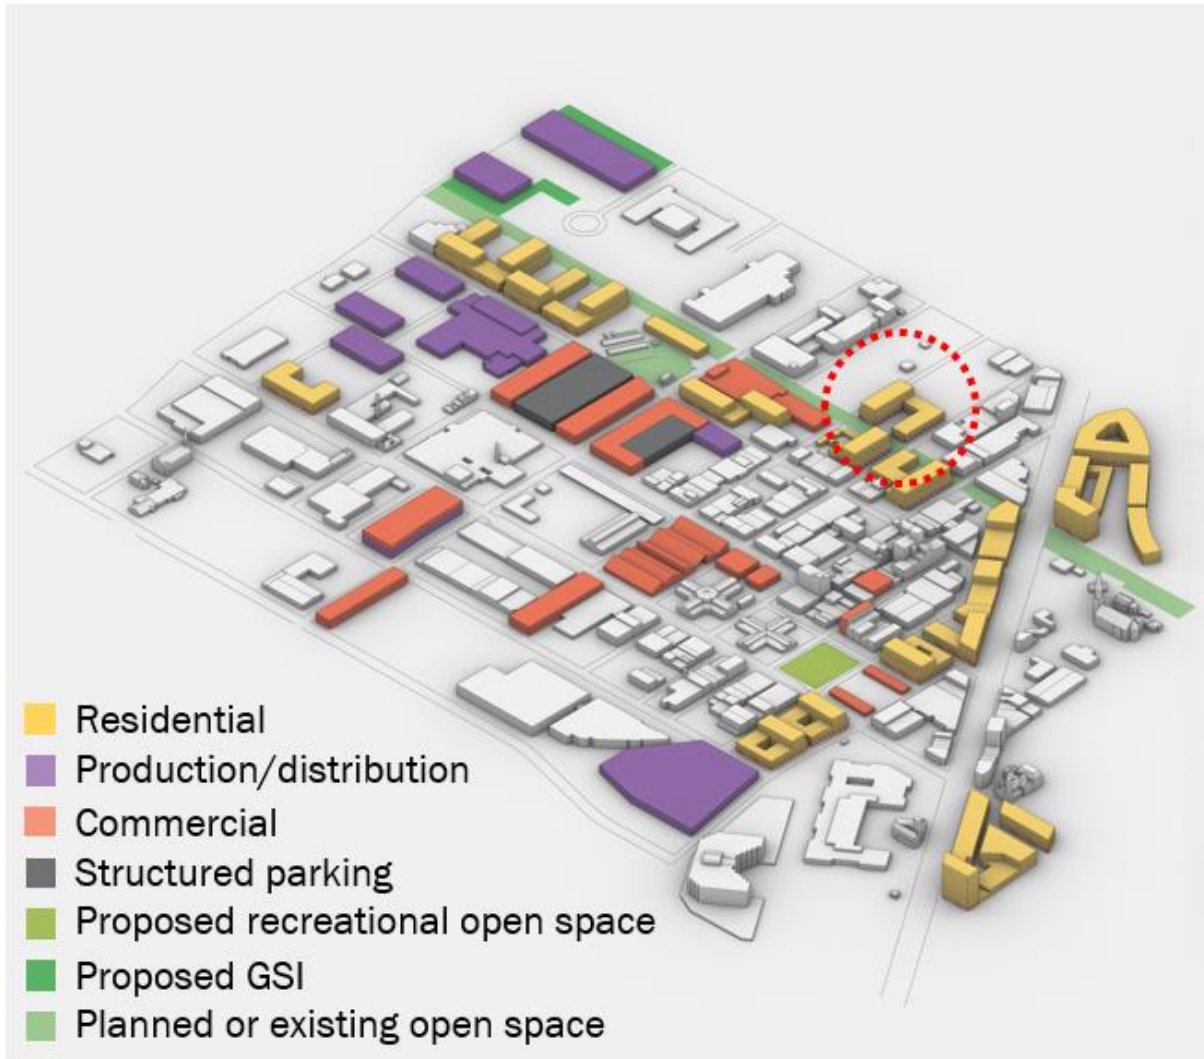 Residential
Production/distribution
Commercial
Structured parking
Proposed recreational open space
Proposed GSI
Planned or existing open space